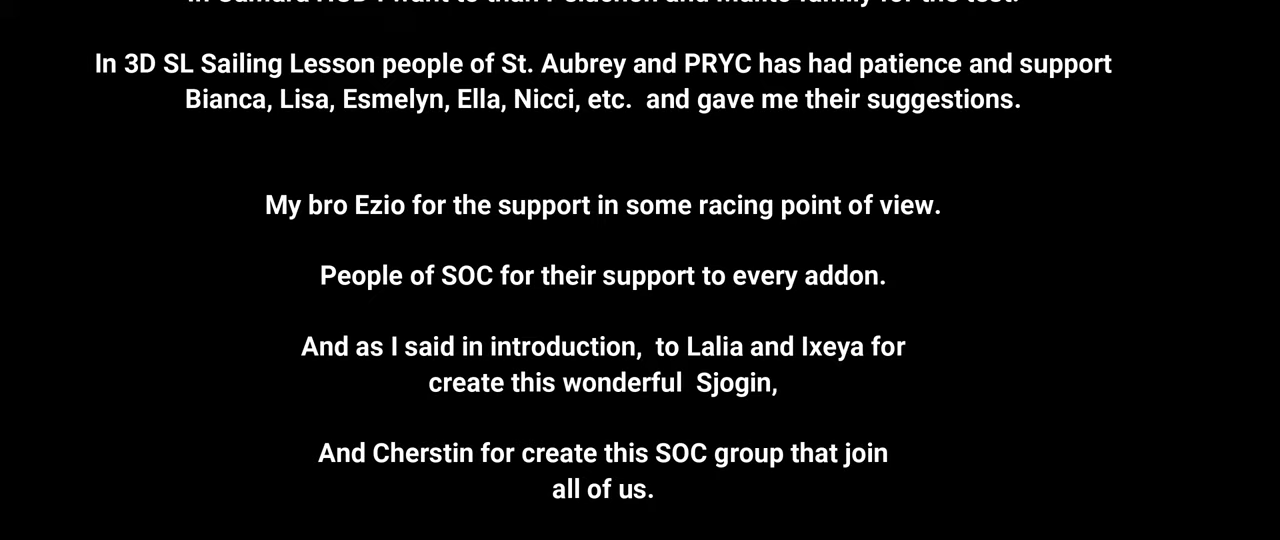 In 3D SL Sailing Lesson people of St. Aubrey and PRYC has had patience and support
Bianca, Lisa, Esmelyn, Ella, Nicci, etc.  and gave me their suggestions.
My bro Ezio for the support in some racing point of view.
People of SOC for their support to every addon.
And as I said in introduction,  to Lalia and Ixeya for
create this wonderful  Sjogin,
And Cherstin for create this SOC group that join
all of us.